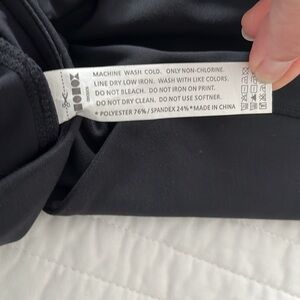 MACHINE WASH COLD. ONLY NON-CHLORINE.
LINE DRY LOW IRON. WASH WITH LIKE COLORS.
DO NOT BLEACH. DO NOT IRON ON PRINT.
DO NOT DRY CLEAN. DO NOT USE SOFTNER.
* POLYESTER 76% / SPANDEX 24% * MADE IN CHINA